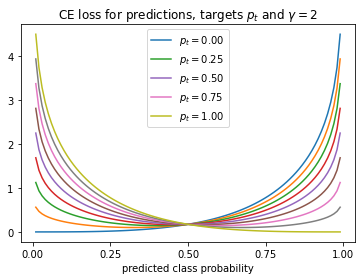 CE loss for predictions, targets $p_t$ and $\gamma = 2$
$p_t = 0.00$
$p_t = 0.25$
$p_t = 0.50$
$p_t = 0.75$
$p_t = 1.00$
4
3
2
1
0
0.00 0.25 0.50 0.75 1.00
predicted class probability